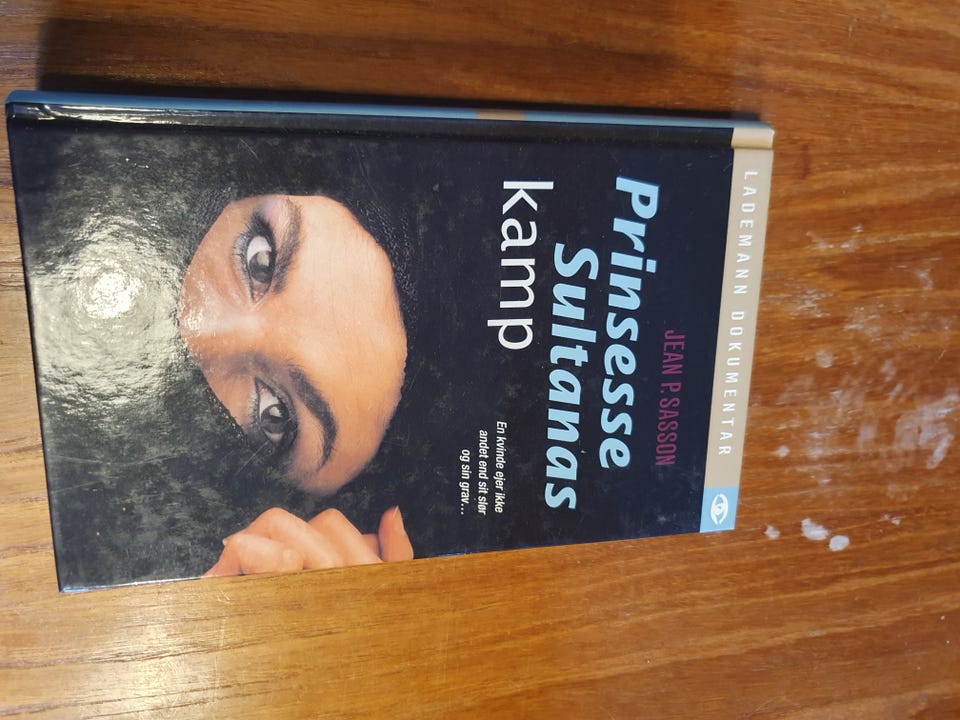 LADEMANN DOKUMENTAR
JEAN P. SASSON
Prinsesse
Sultanas
kamp
En kvinde ejer ikke
andet end sit slør
og sin grav...